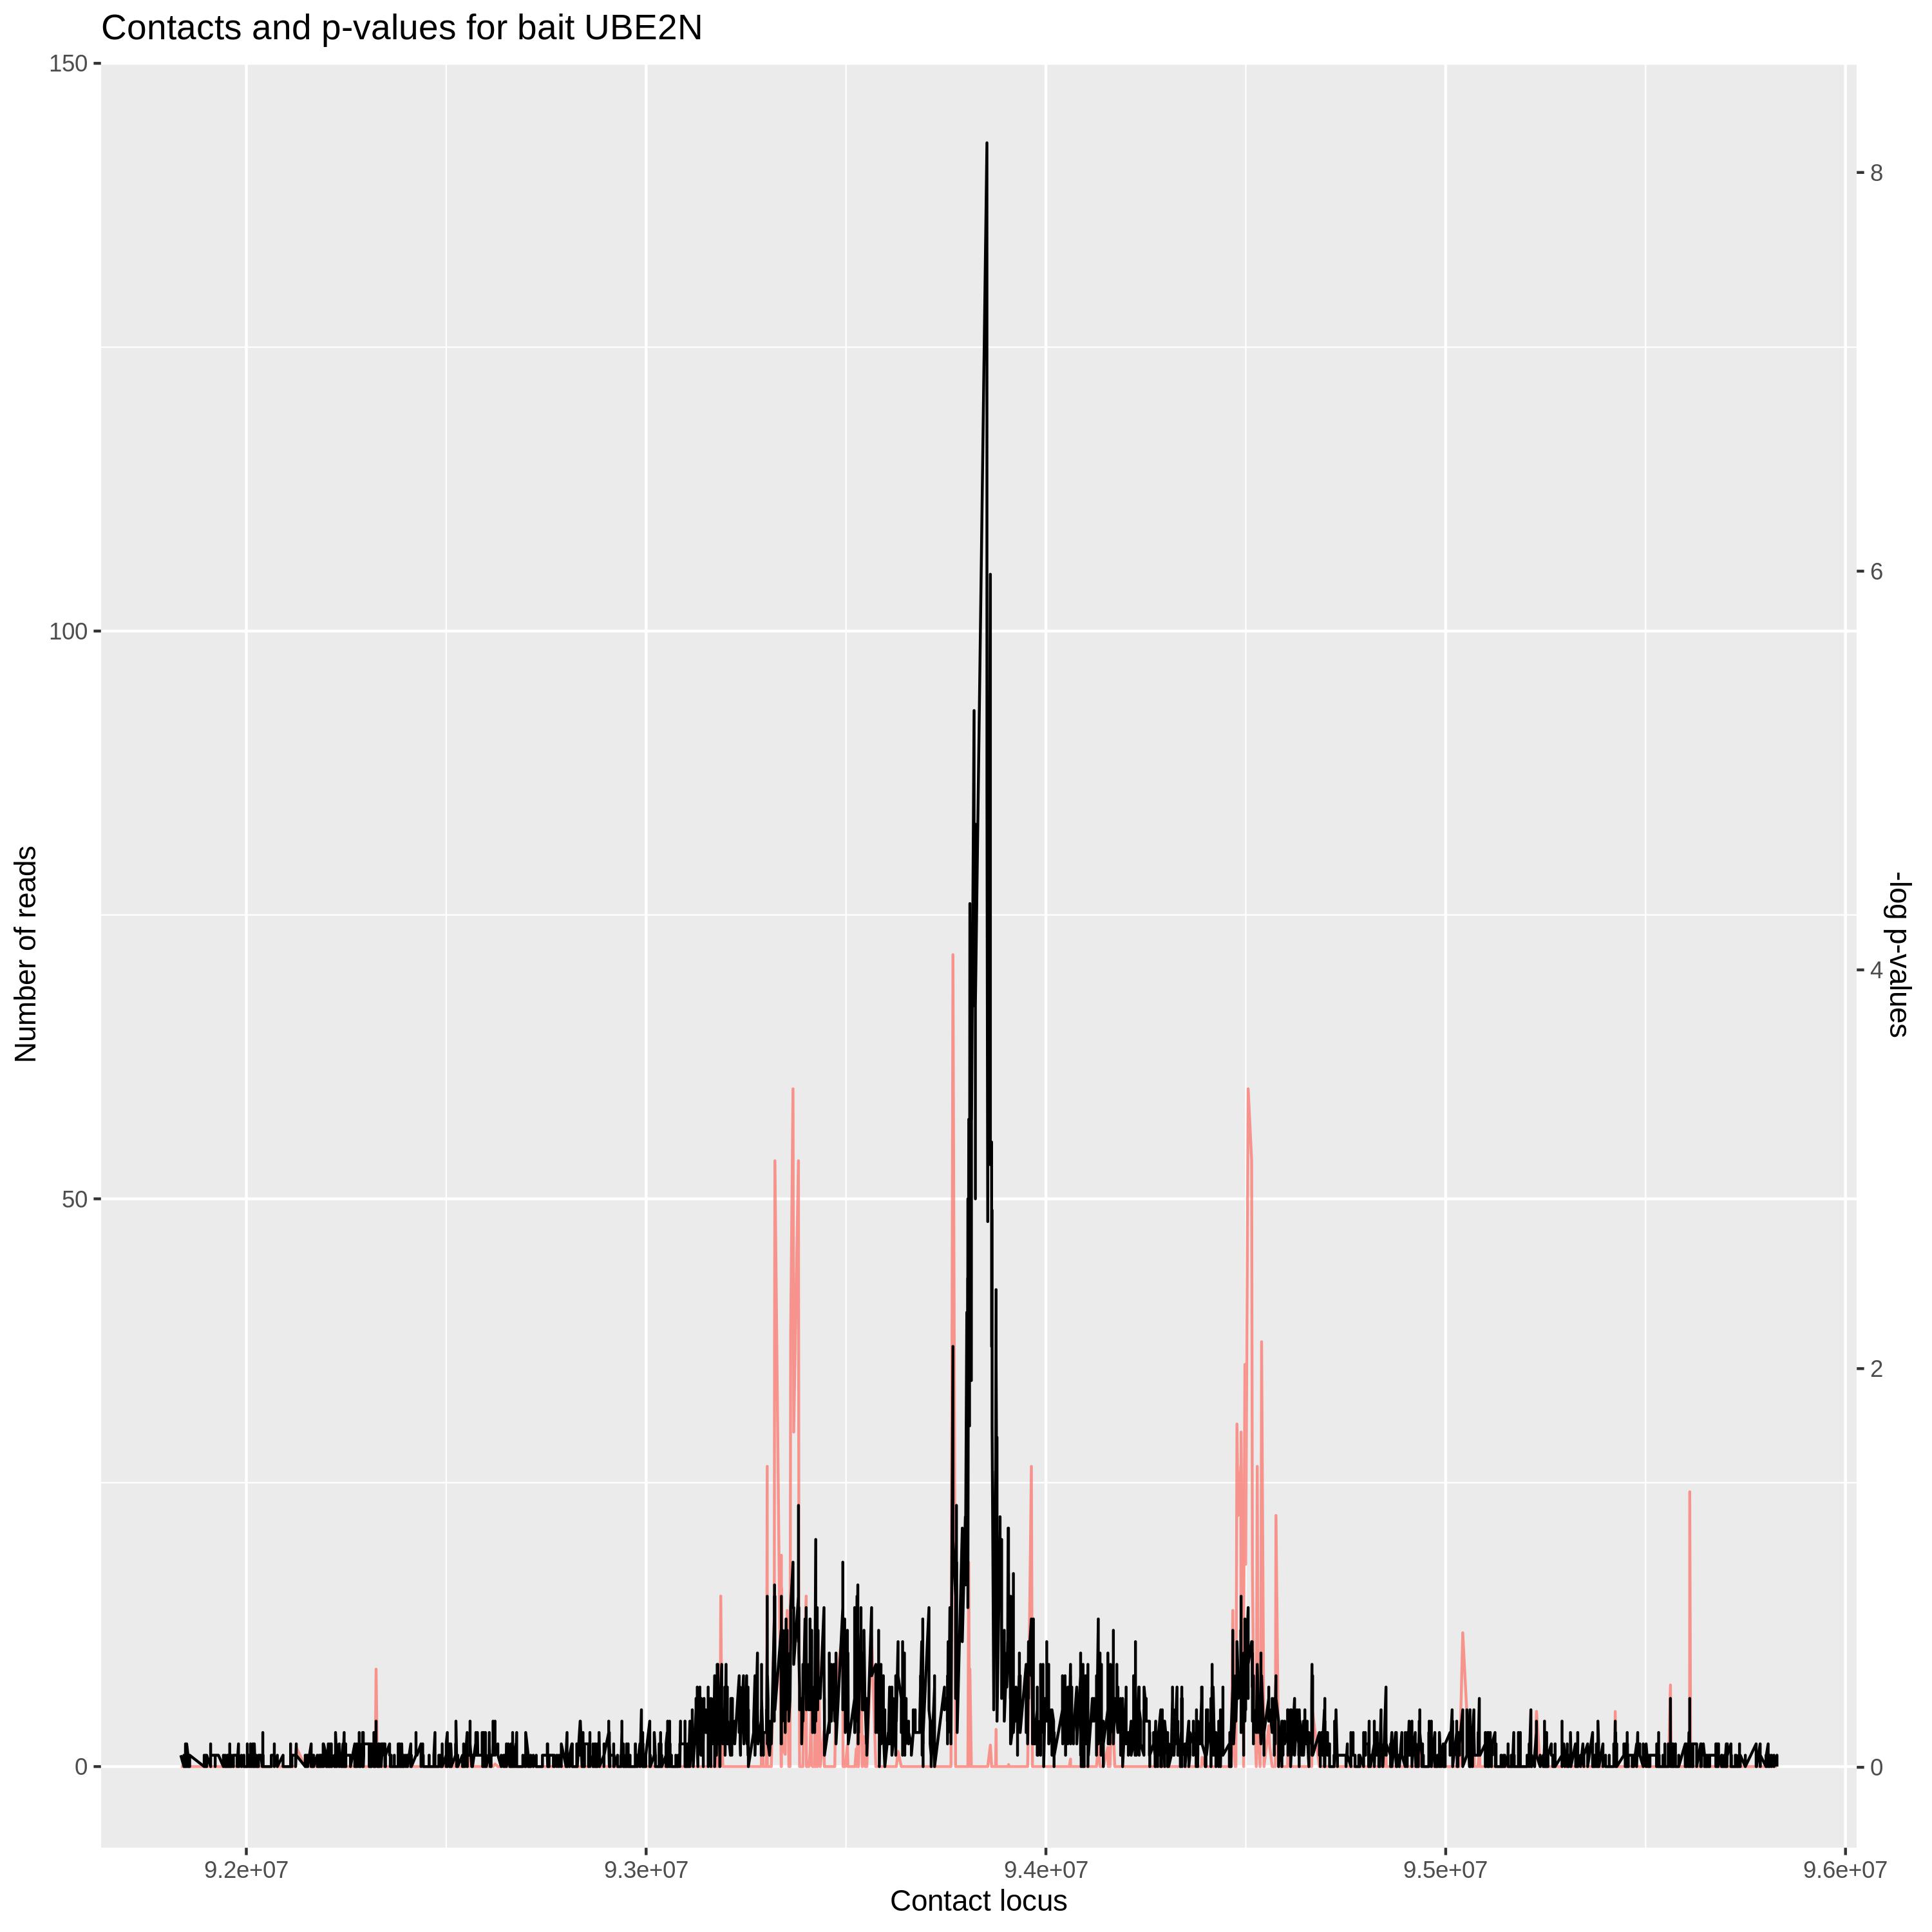 Contacts and p-values for bait UBE2N
150
100
50
0
Number of reads
8
6
4
2
0
-log p-values
9.2e+07
9.3e+07
9.4e+07
9.5e+07
9.6e+07
Contact locus